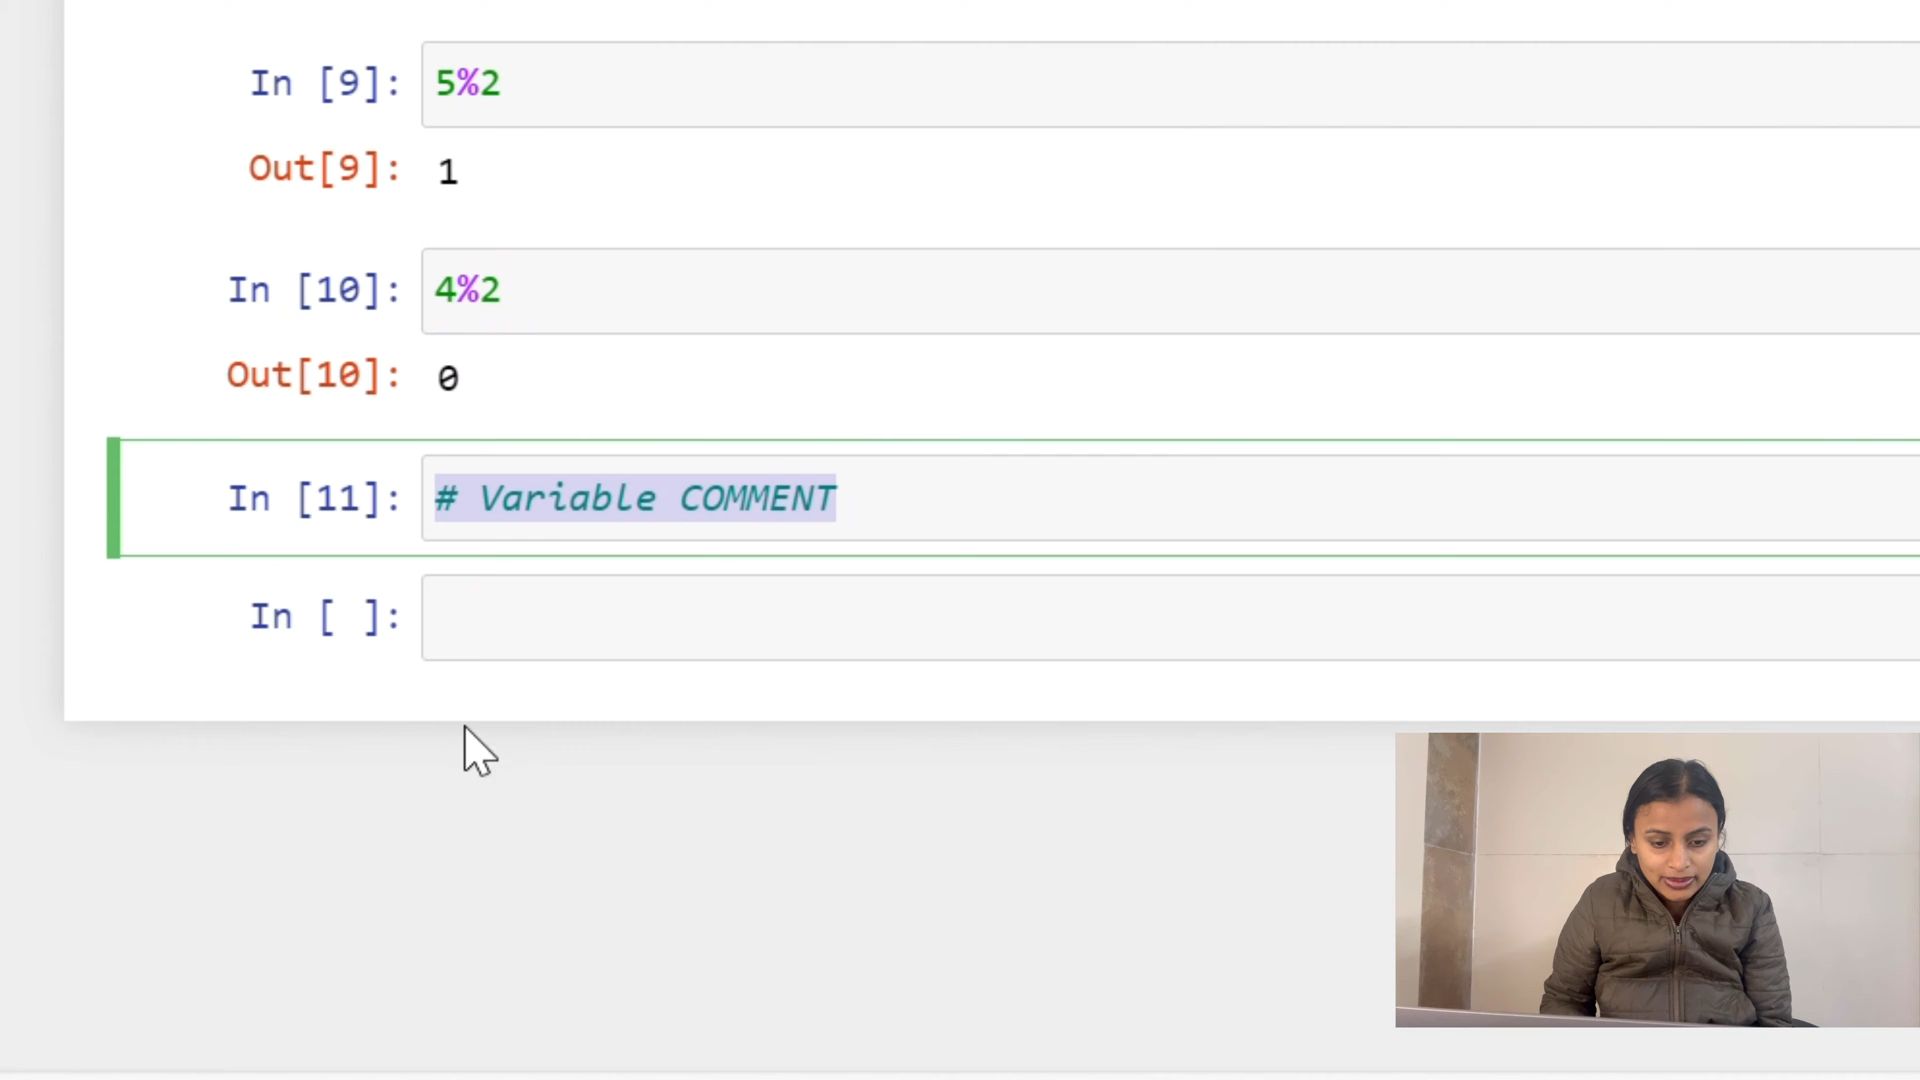 In [9]: 5%2
Out[9]: 1
In [10]: 4%2
Out[10]: 0
In [11]: # Variable COMMENT
In [ ]: